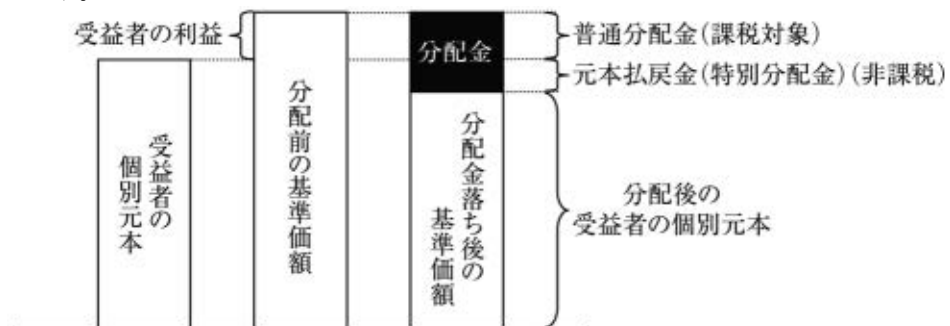 受益者の利益
分配金
普通分配金(課税対象)
元本払戻金(特別分配金)(非課税)
受益者の
個別元本
分配前の基準価額
分配金落ち後の
基準価額
分配後の
受益者の個別元本